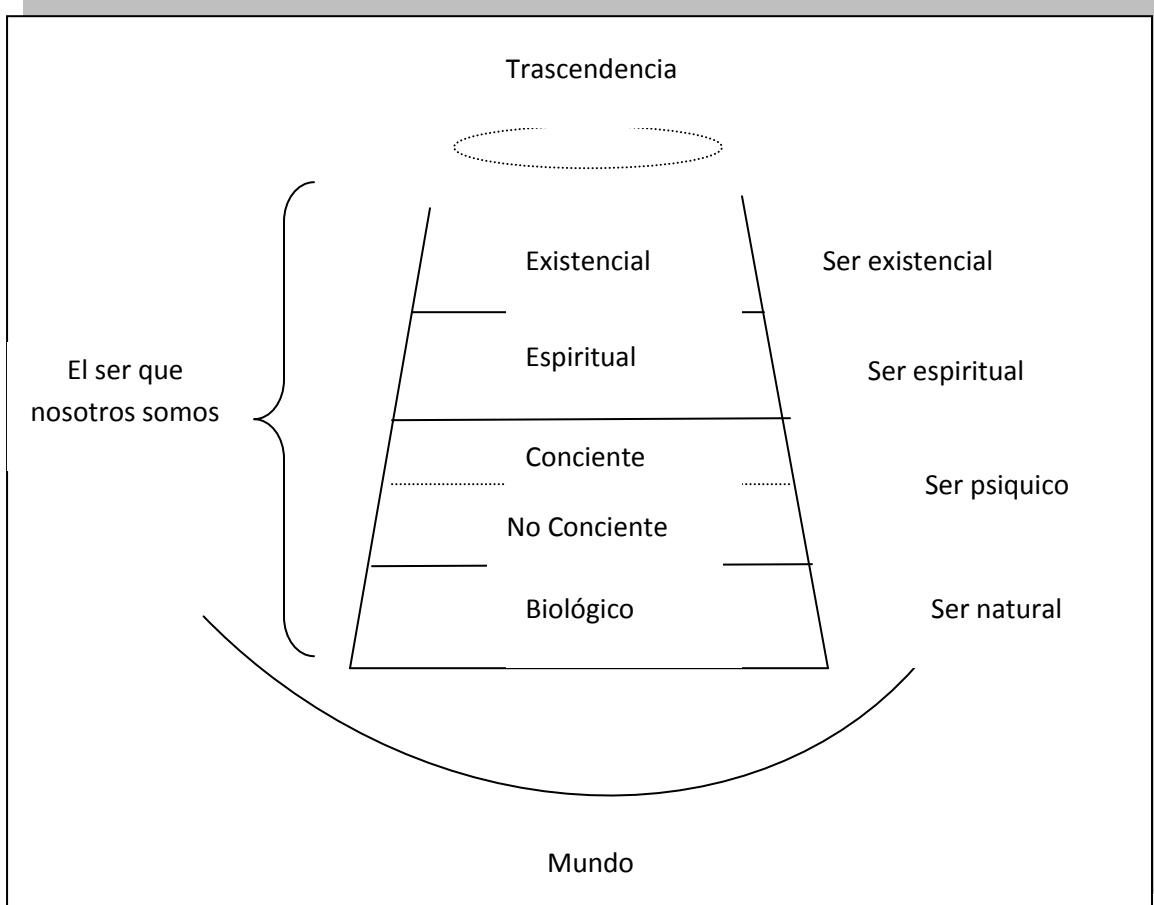 Trascendencia
Existencial
Ser existencial
Espiritual
Ser espiritual
El ser que
nosotros somos
Conciente
Ser psiquico
No Conciente
Biológico
Ser natural
Mundo